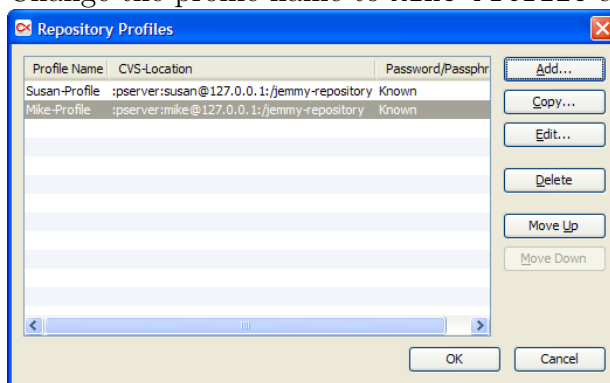 Repository Profiles
Profile Name CVS-Location Password/Passphr
Susan-Profile :pserver:susan@127.0.0.1:/jemmy-repository Known
Mike-Profile :pserver:mike@127.0.0.1:/jemmy-repository Known
Add...
Copy...
Edit...
Delete
Move Up
Move Down
OK Cancel